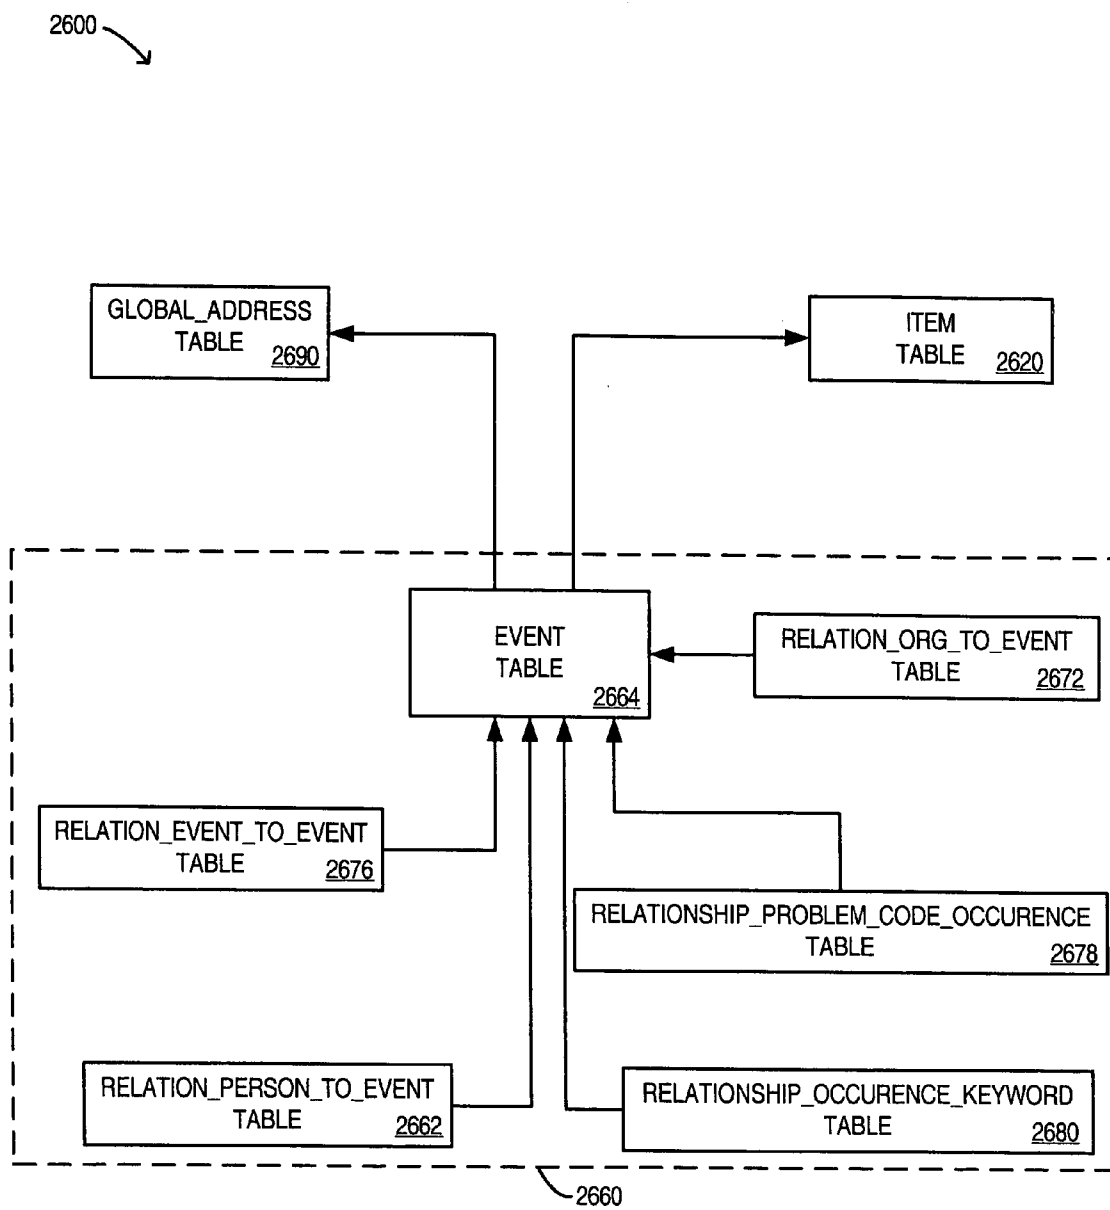 2600
GLOBAL_ADDRESS
TABLE
2690
ITEM
TABLE
2620
EVENT
TABLE
2664
RELATION_ORG_TO_EVENT
TABLE
2672
RELATION_EVENT_TO_EVENT
TABLE
2676
RELATIONSHIP_PROBLEM_CODE_OCCURENCE
TABLE
2678
RELATION_PERSON_TO_EVENT
TABLE
2662
RELATIONSHIP_OCCURENCE_KEYWORD
TABLE
2680
2660